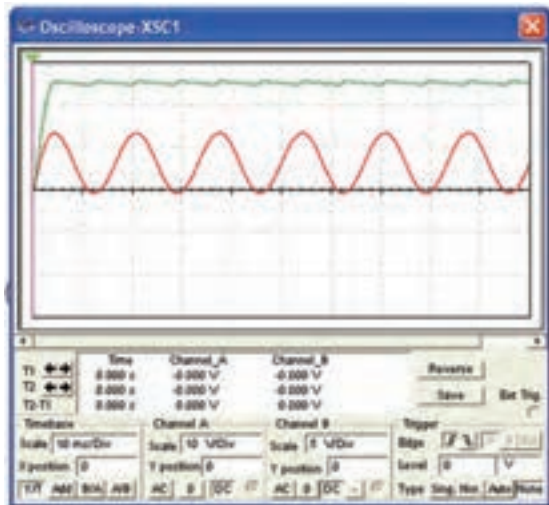 Oscilloscope-XSC1
Time Channel_A Channel_B
T1 0.000 s -0.000 V -0.000 V
T2 0.000 s -0.000 V -0.000 V
T2-T1 0.000 s 0.000 V 0.000 V
Reverse
Save
Ext Trig.
Timebase
Scale 10 ms/Div
X position 0
Y/T Add B/A A/B
Channel A
Scale 10 V/Div
Y position 0
AC 0 DC
Channel B
Scale 5 V/Div
Y position 0
AC 0 DC -
Trigger
Edge
Level 0 V
Type Sing. Nor. Auto None